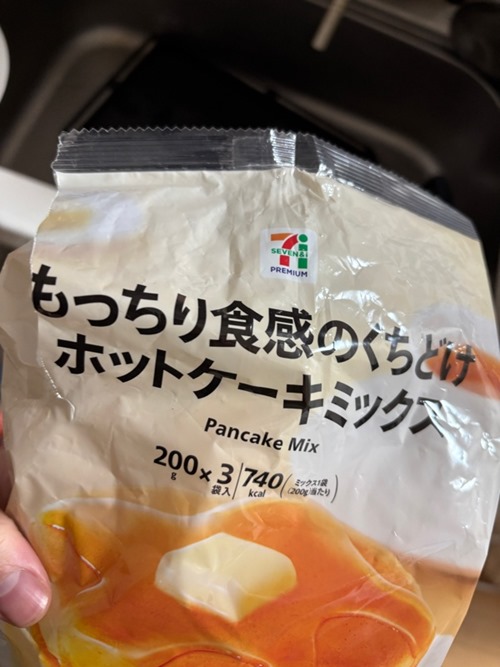 SEVEN&i
PREMIUM
もっちり食感のくちどけ
ホットケーキミックス
Pancake Mix
200g×3袋入 740kcal (ミックス1袋(200g)当たり)